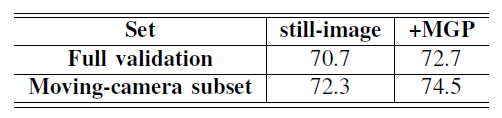 Set still-image +MGP
Full validation 70.7 72.7
Moving-camera subset 72.3 74.5